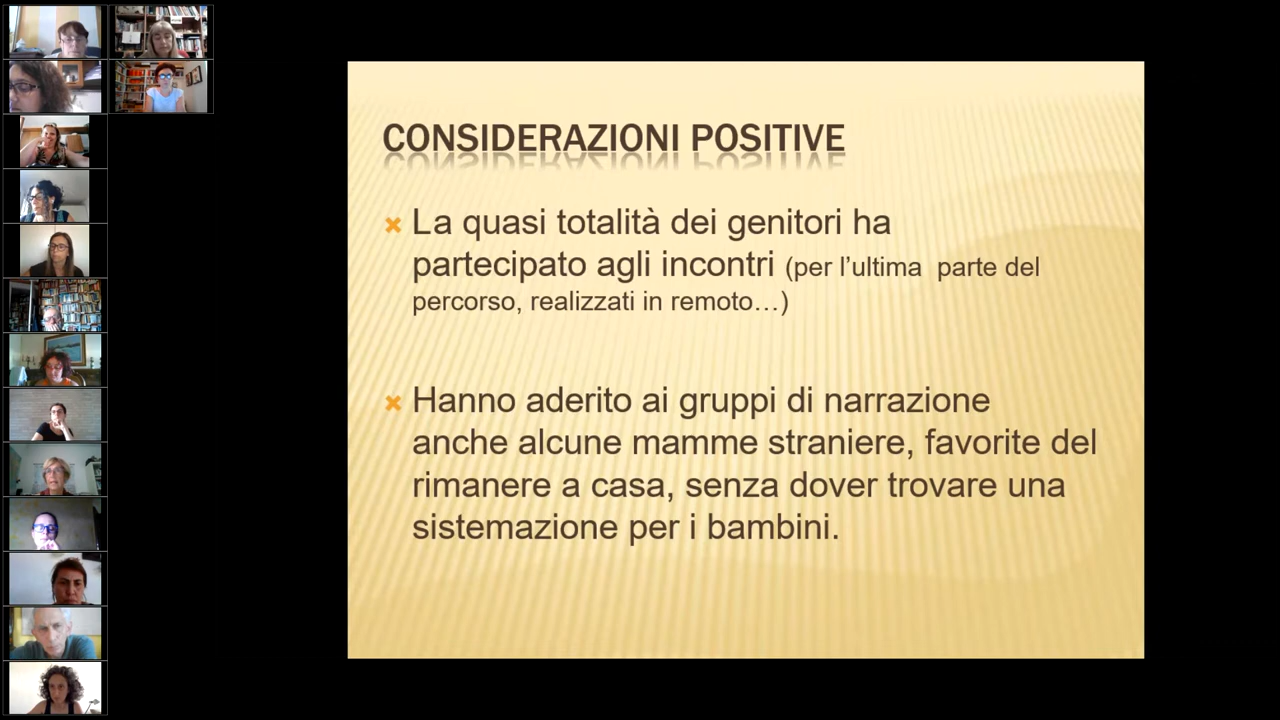 CONSIDERAZIONI POSITIVE
La quasi totalità dei genitori ha
partecipato agli incontri (per l’ultima parte del
percorso, realizzati in remoto…)
Hanno aderito ai gruppi di narrazione
anche alcune mamme straniere, favorite del
rimanere a casa, senza dover trovare una
sistemazione per i bambini.